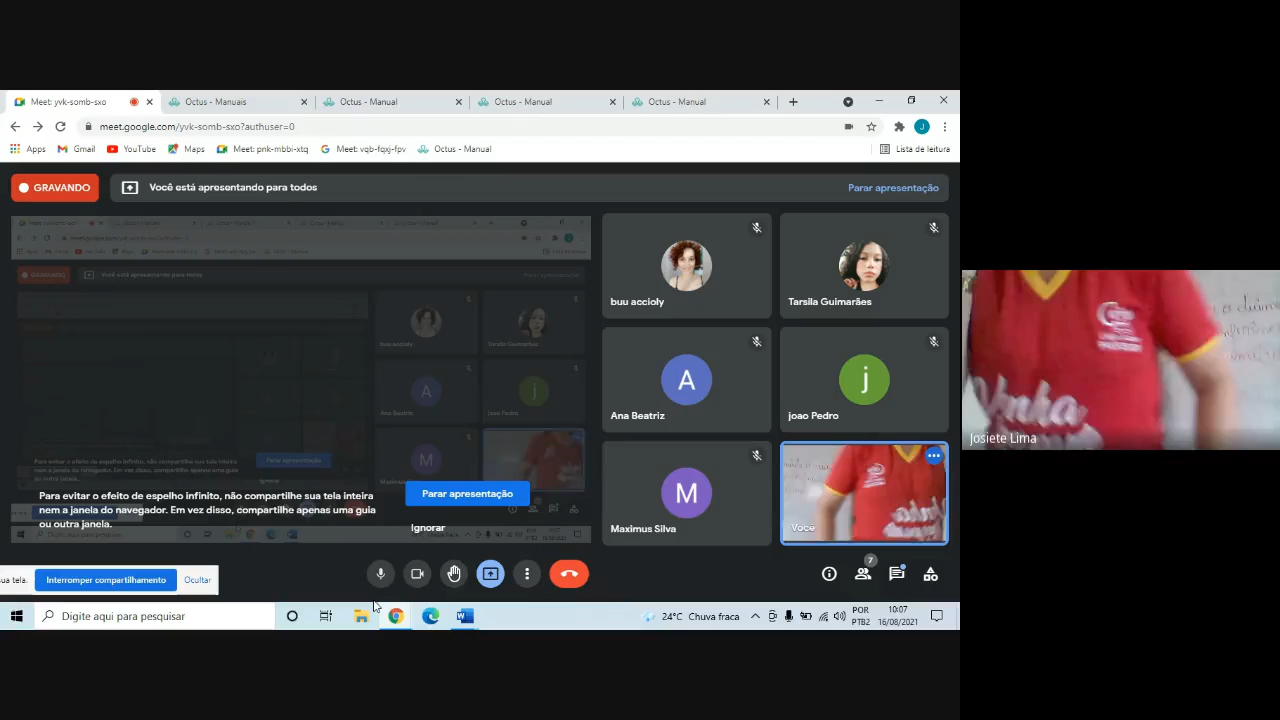 Meet: yvk-somb-sxo
Octus - Manuais
Octus - Manual
Octus - Manual
Octus - Manual
meet.google.com/yvk-somb-sxo?authuser=0
J
Apps
Gmail
YouTube
Maps
Meet: pnk-mbbi-xtq
Meet: vqb-fqxj-fpv
Octus - Manual
Lista de leitura
GRAVANDO
Você está apresentando para todos
Parar apresentação
buu accioly
Tarsila Guimarães
A
Ana Beatriz
j
joao Pedro
M
Maximus Silva
Você
Para evitar o efeito de espelho infinito, não compartilhe sua tela inteira
nem a janela do navegador. Em vez disso, compartilhe apenas uma guia
ou outra janela.
Parar apresentação
Ignorar
sua tela.
Interromper compartilhamento
Ocultar
7
Digite aqui para pesquisar
24°C Chuva fraca
POR
PTB2
10:07
16/08/2021
Josiete Lima